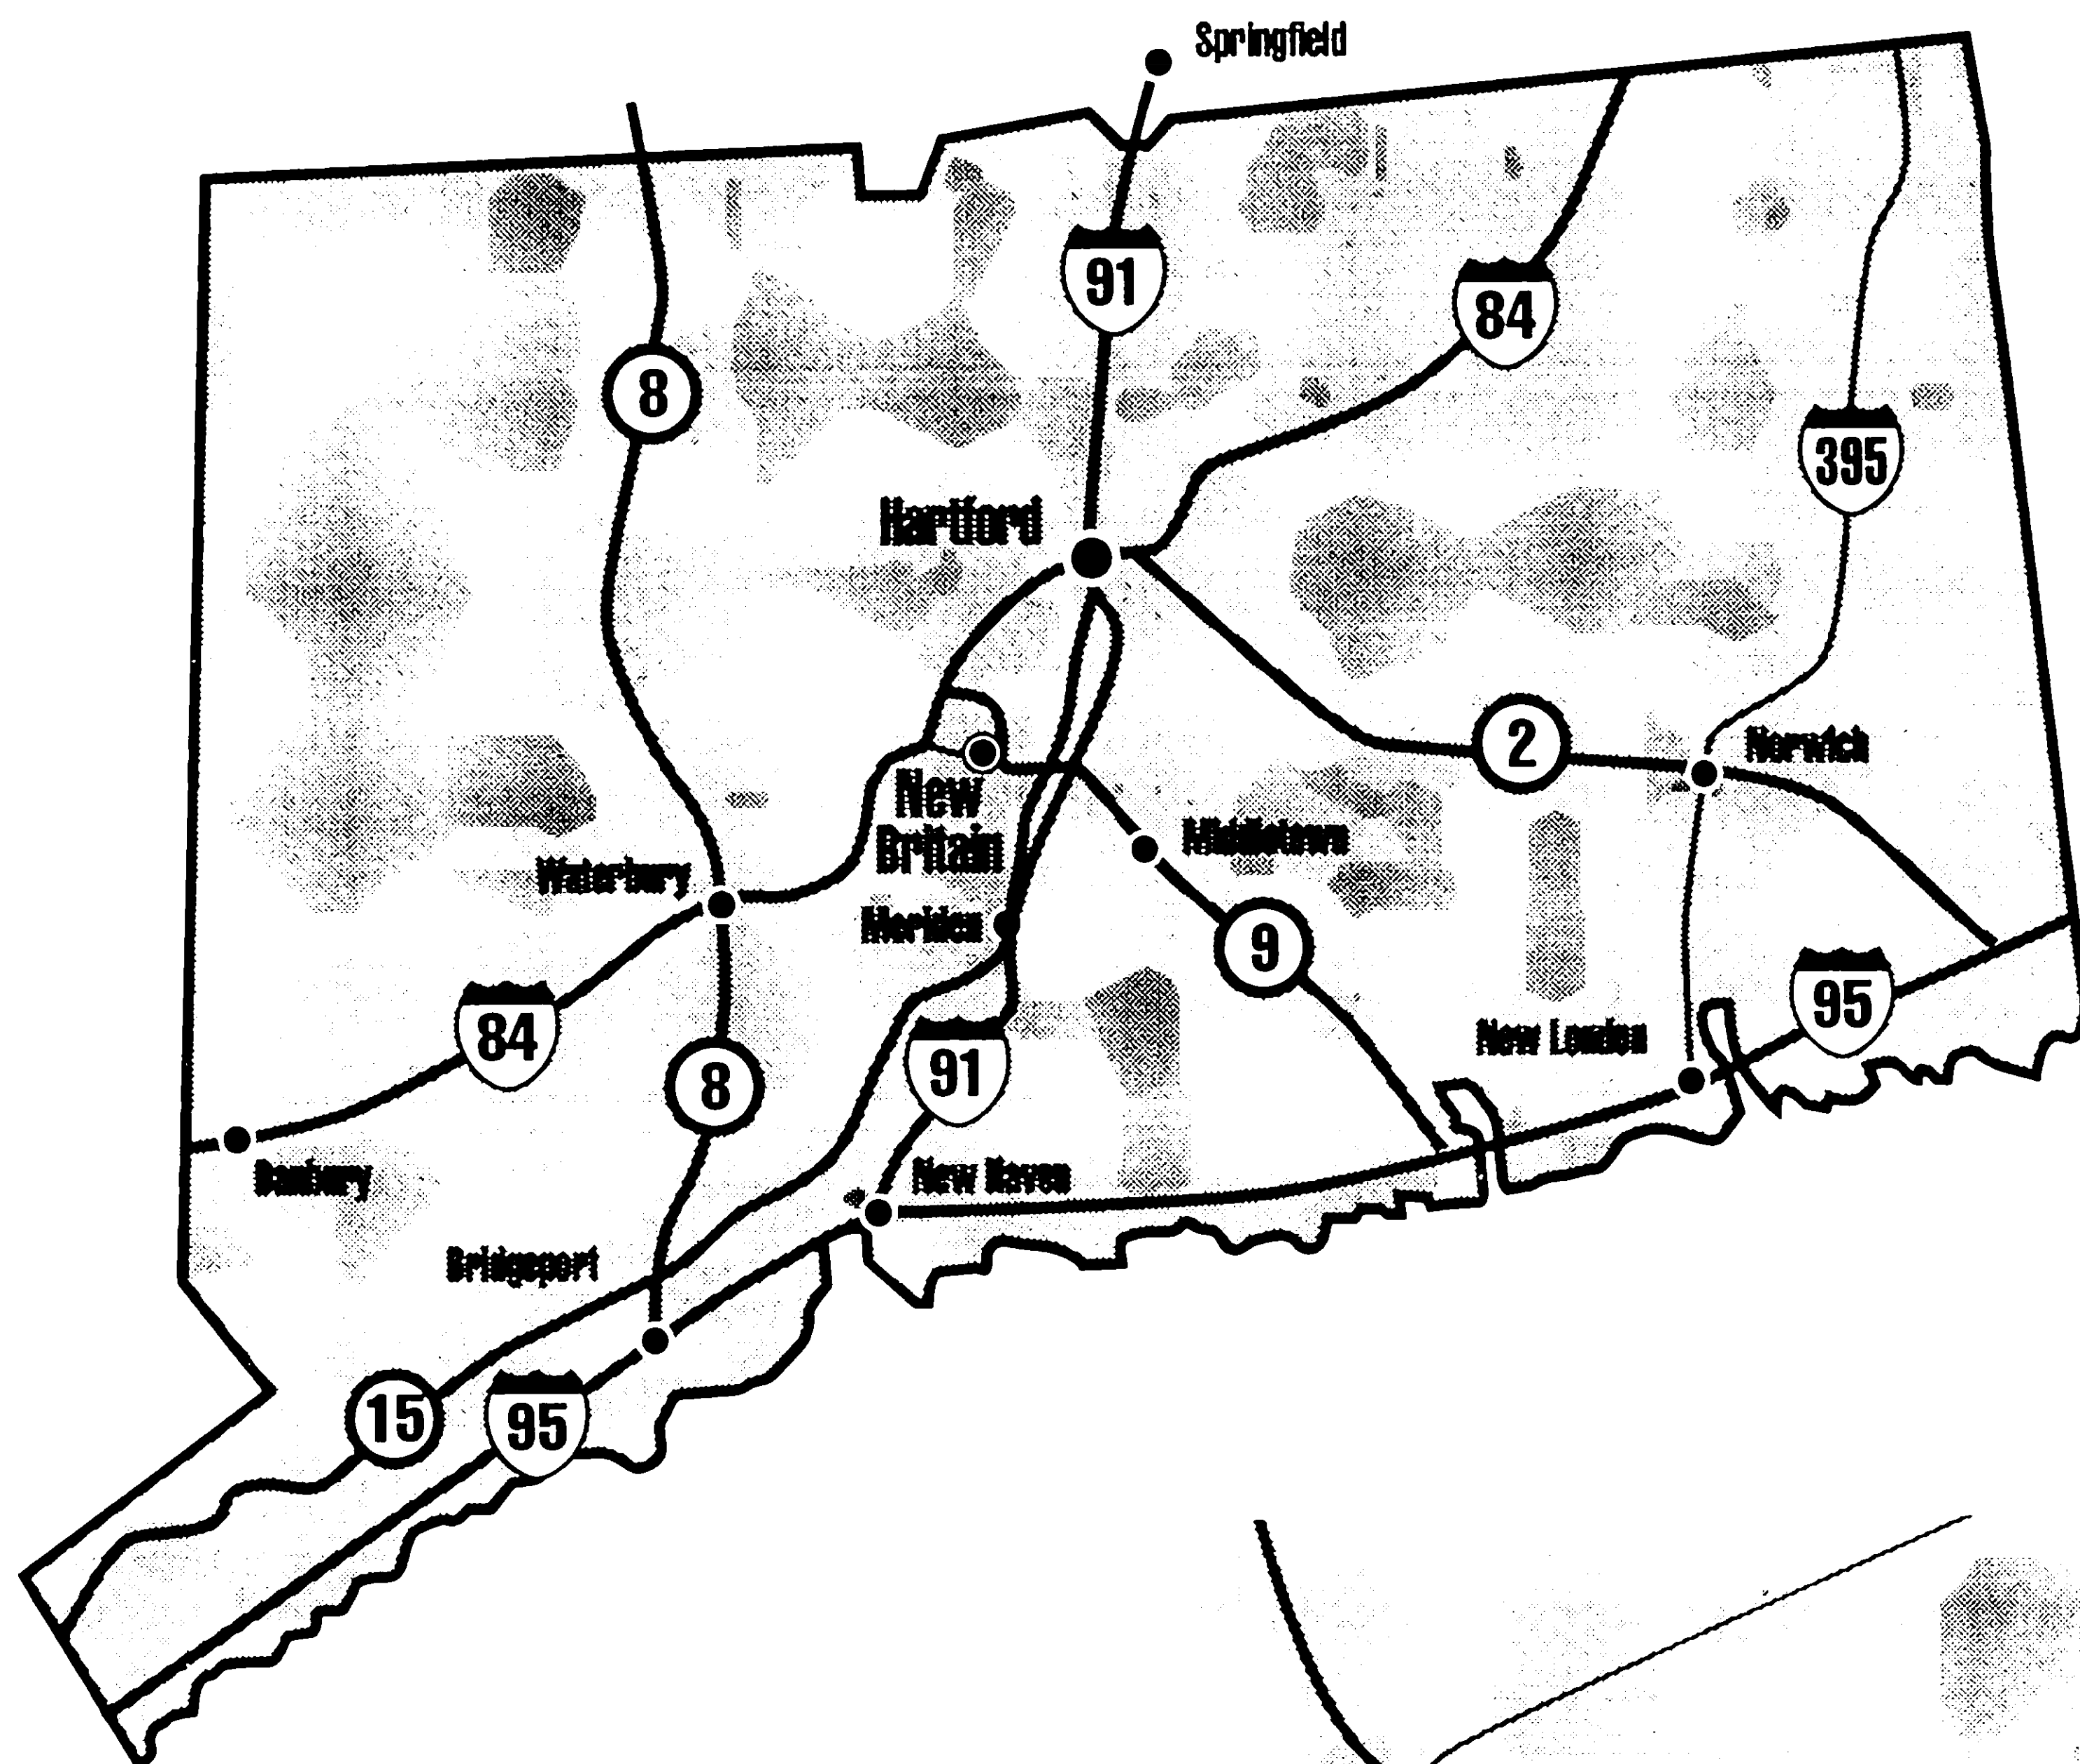 Springfield
91
84
8
395
Hartford
2
Norwich
New
Britain
Middletown
Waterbury
Meriden
9
95
84
New London
91
8
Danbury
New Haven
Bridgeport
15
95